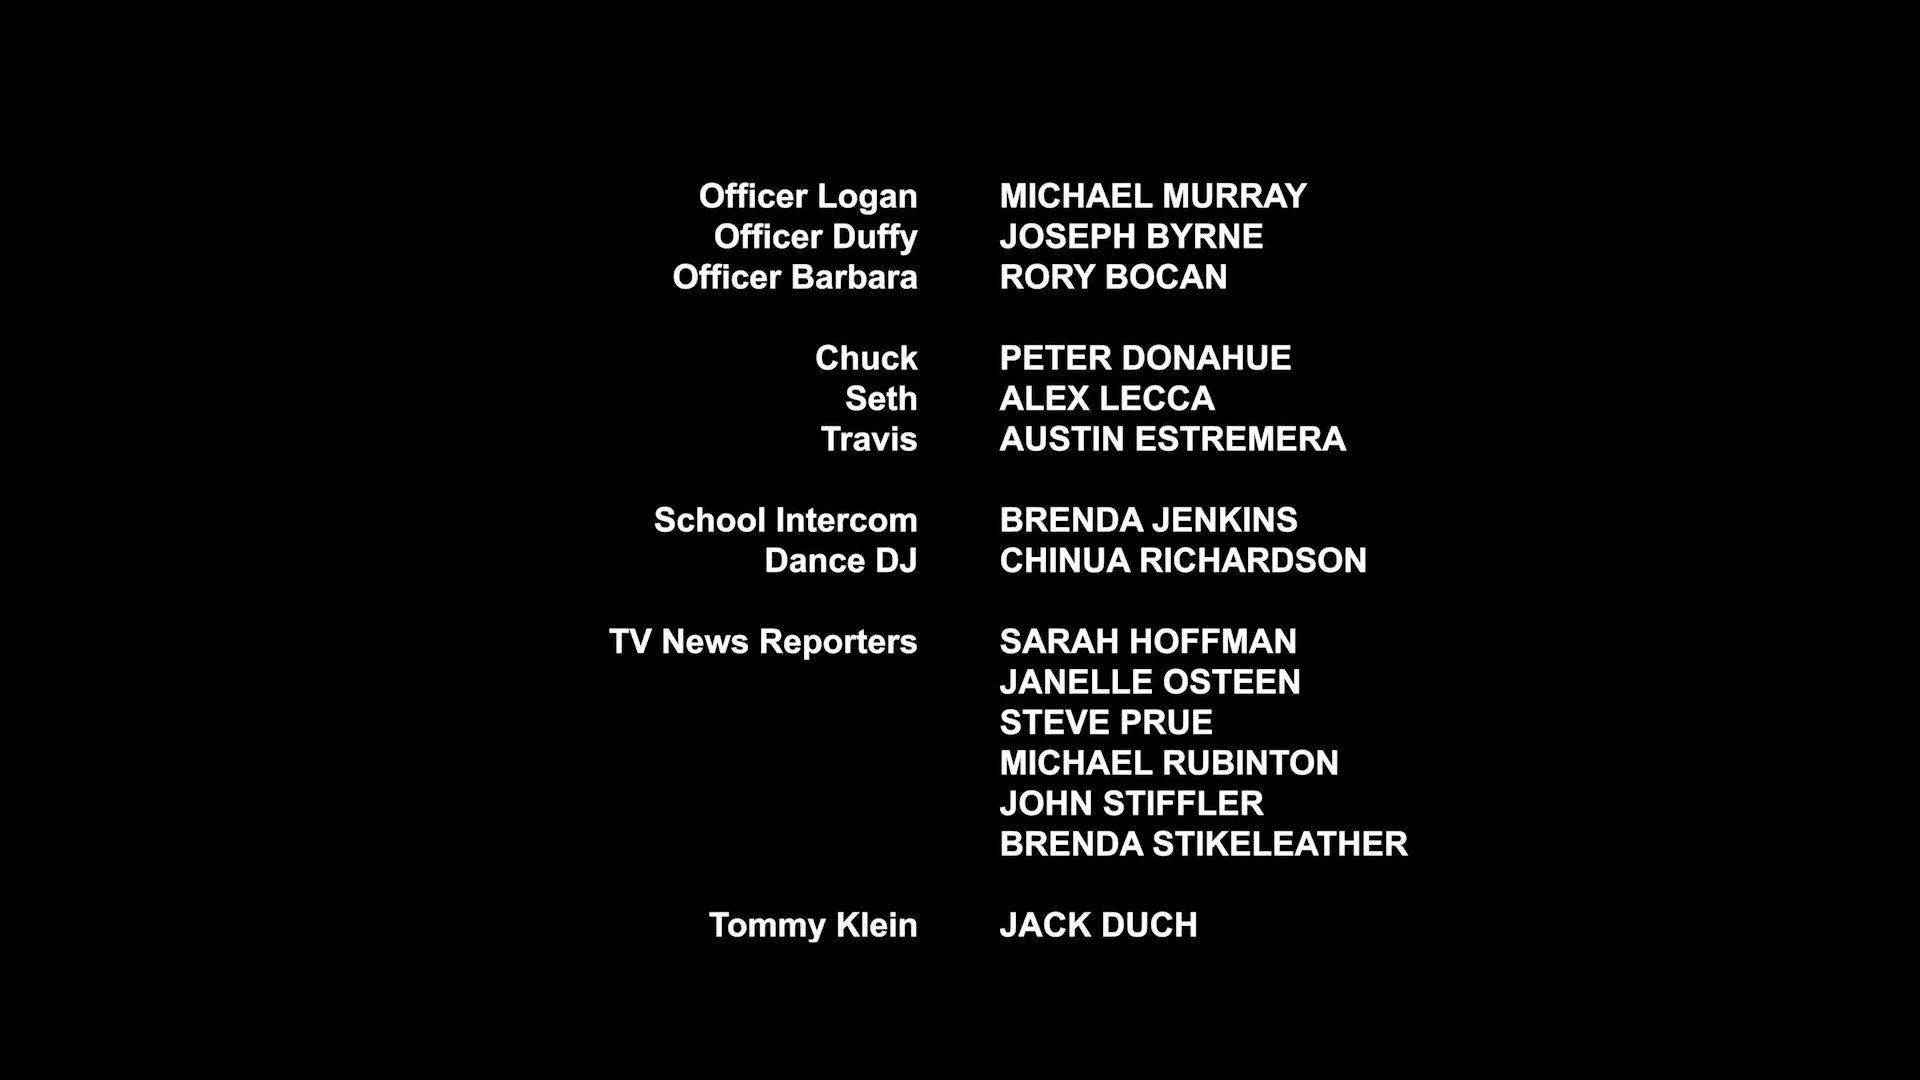 Officer Logan MICHAEL MURRAY
Officer Duffy JOSEPH BYRNE
Officer Barbara RORY BOCAN
Chuck PETER DONAHUE
Seth ALEX LECCA
Travis AUSTIN ESTREMERA
School Intercom BRENDA JENKINS
Dance DJ CHINUA RICHARDSON
TV News Reporters SARAH HOFFMAN
JANELLE OSTEEN
STEVE PRUE
MICHAEL RUBINTON
JOHN STIFFLER
BRENDA STIKELEATHER
Tommy Klein JACK DUCH